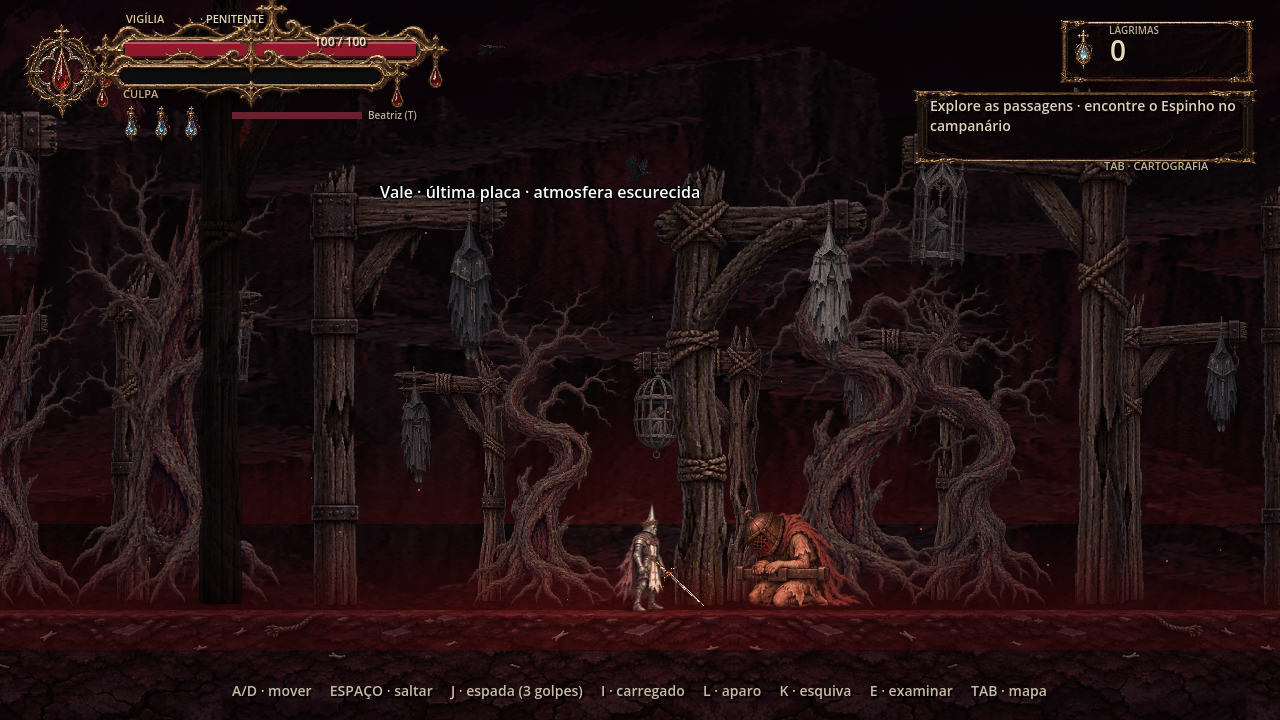 VIGÍLIA · PENITENTE
100 / 100
CULPA
Beatriz (T)
LÁGRIMAS
0
Explore as passagens · encontre o Espinho no
campanário
TAB · CARTOGRAFIA
Vale · última placa · atmosfera escurecida
A/D · mover ESPAÇO · saltar J · espada (3 golpes) I · carregado L · aparo K · esquiva E · examinar TAB · mapa